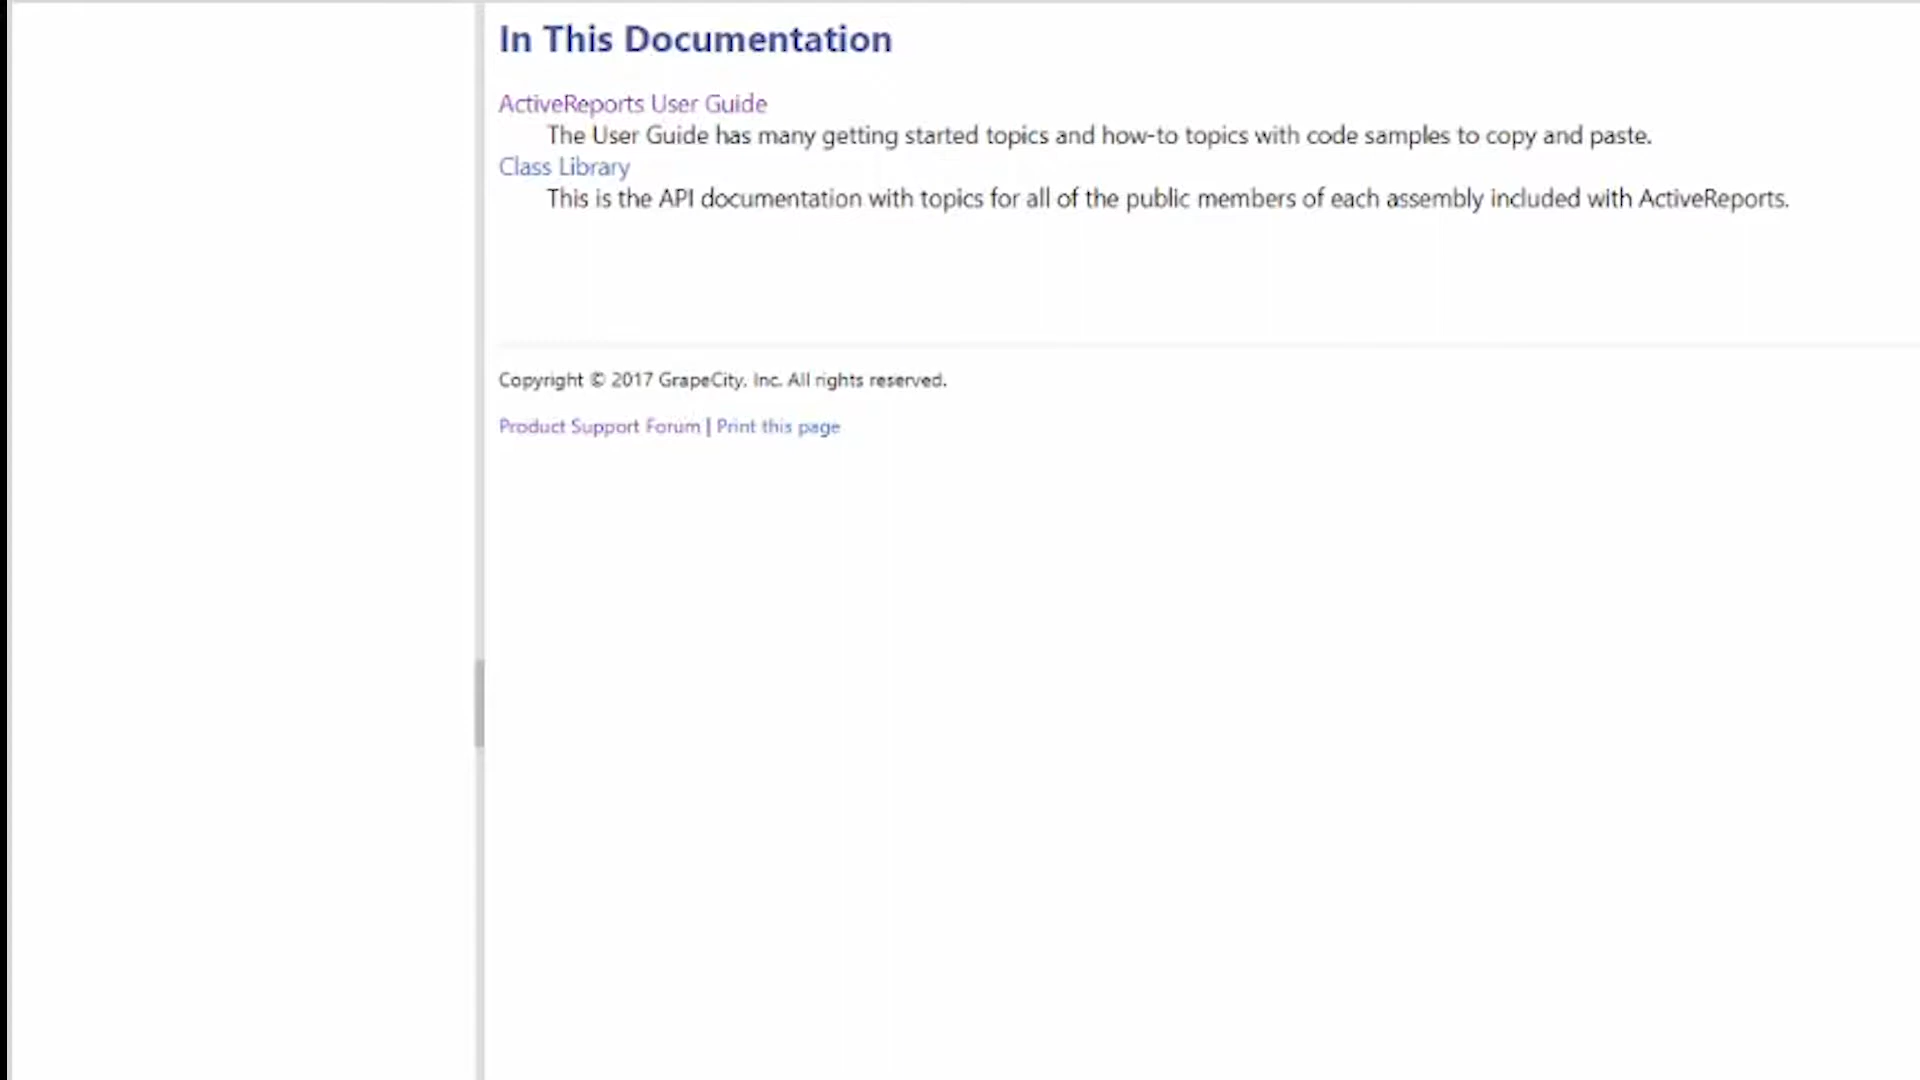 In This Documentation
ActiveReports User Guide
The User Guide has many getting started topics and how-to topics with code samples to copy and paste.
Class Library
This is the API documentation with topics for all of the public members of each assembly included with ActiveReports.
Copyright © 2017 GrapeCity, Inc. All rights reserved.
Product Support Forum | Print this page